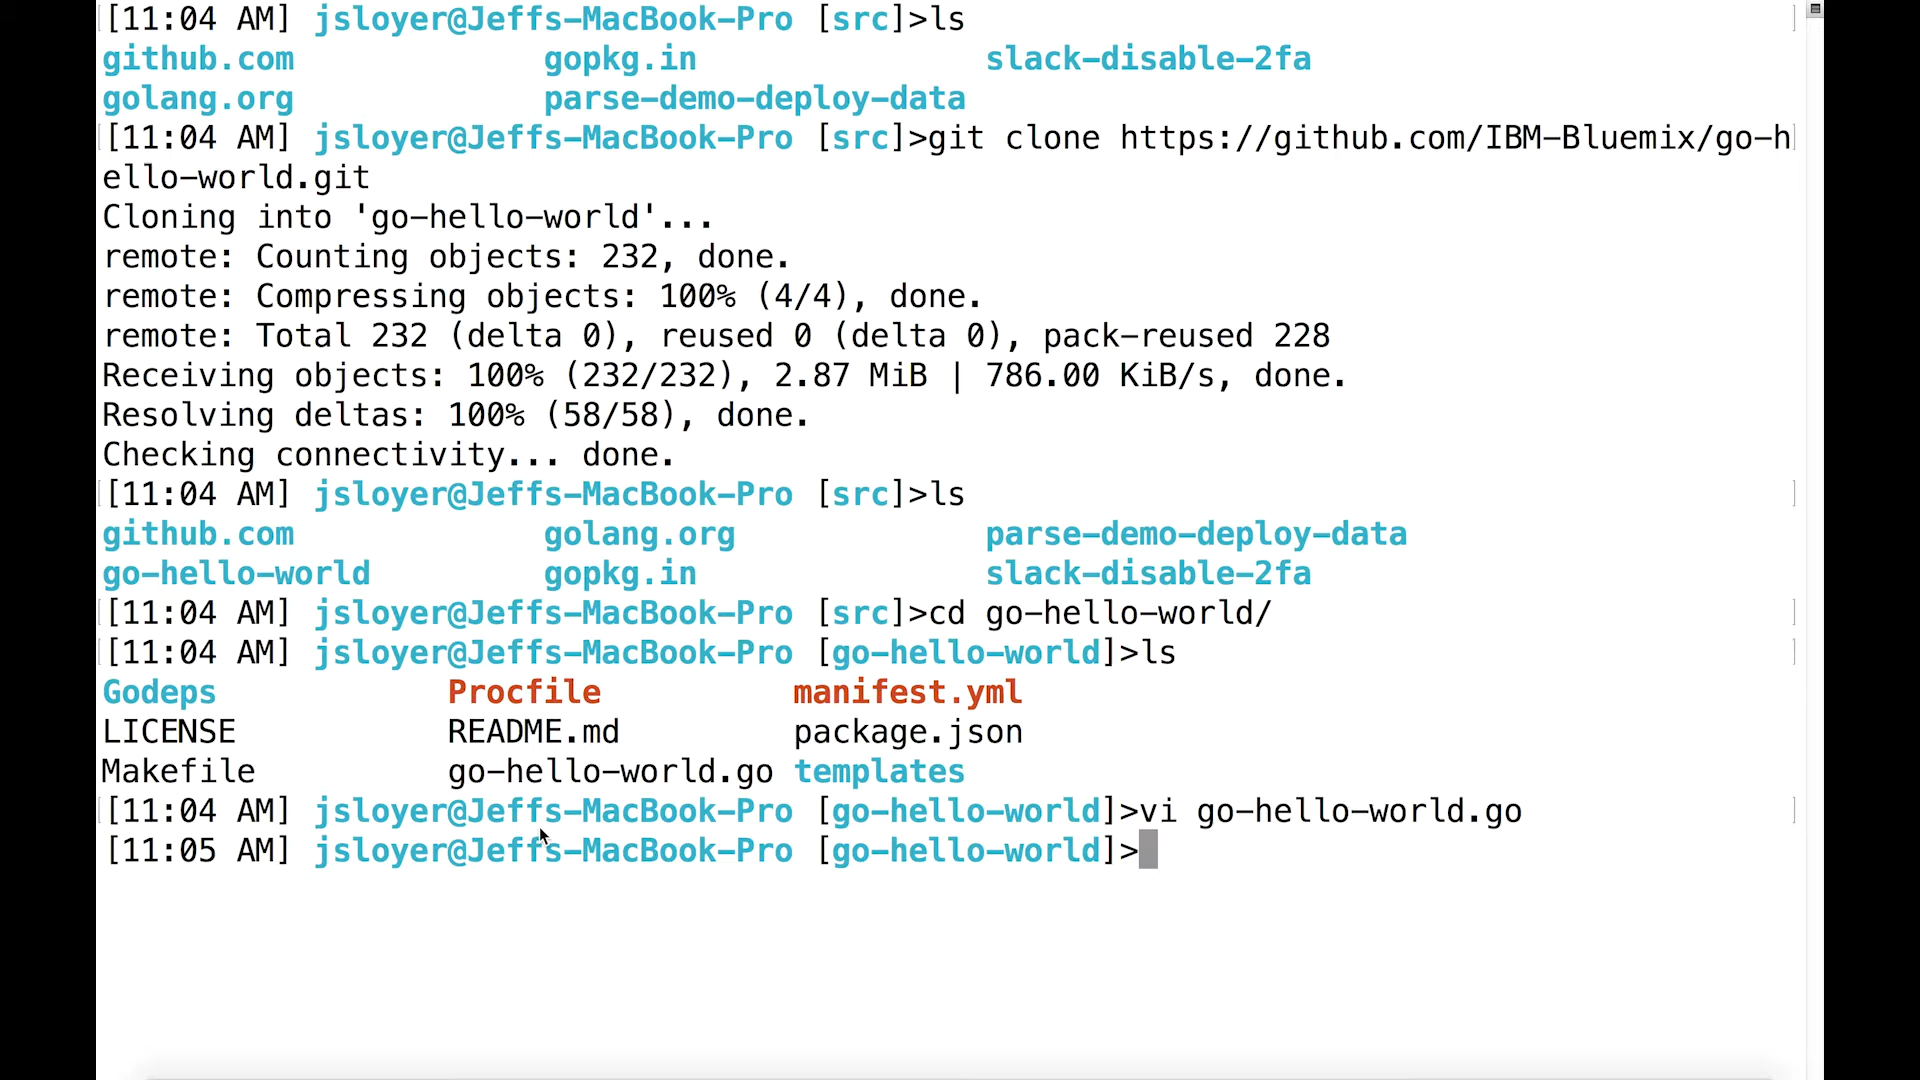 [11:04 AM] jsloyer@Jeffs-MacBook-Pro [src]>ls
github.com gopkg.in slack-disable-2fa
golang.org parse-demo-deploy-data
[11:04 AM] jsloyer@Jeffs-MacBook-Pro [src]>git clone https://github.com/IBM-Bluemix/go-h
ello-world.git
Cloning into 'go-hello-world'...
remote: Counting objects: 232, done.
remote: Compressing objects: 100% (4/4), done.
remote: Total 232 (delta 0), reused 0 (delta 0), pack-reused 228
Receiving objects: 100% (232/232), 2.87 MiB | 786.00 KiB/s, done.
Resolving deltas: 100% (58/58), done.
Checking connectivity... done.
[11:04 AM] jsloyer@Jeffs-MacBook-Pro [src]>ls
github.com golang.org parse-demo-deploy-data
go-hello-world gopkg.in slack-disable-2fa
[11:04 AM] jsloyer@Jeffs-MacBook-Pro [src]>cd go-hello-world/
[11:04 AM] jsloyer@Jeffs-MacBook-Pro [go-hello-world]>ls
Godeps Procfile manifest.yml
LICENSE README.md package.json
Makefile go-hello-world.go templates
[11:04 AM] jsloyer@Jeffs-MacBook-Pro [go-hello-world]>vi go-hello-world.go
[11:05 AM] jsloyer@Jeffs-MacBook-Pro [go-hello-world]>